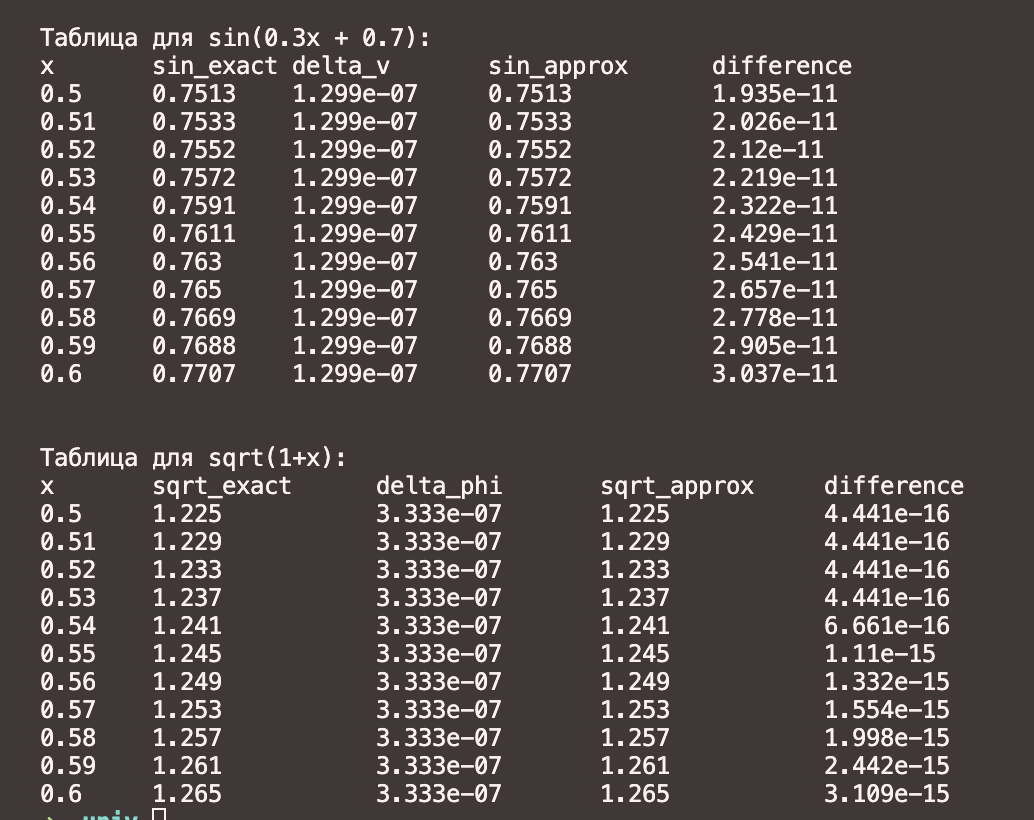 Таблица для sin(0.3x + 0.7):
x sin_exact delta_v sin_approx difference
0.5 0.7513 1.299e-07 0.7513 1.935e-11
0.51 0.7533 1.299e-07 0.7533 2.026e-11
0.52 0.7552 1.299e-07 0.7552 2.12e-11
0.53 0.7572 1.299e-07 0.7572 2.219e-11
0.54 0.7591 1.299e-07 0.7591 2.322e-11
0.55 0.7611 1.299e-07 0.7611 2.429e-11
0.56 0.763 1.299e-07 0.763 2.541e-11
0.57 0.765 1.299e-07 0.765 2.657e-11
0.58 0.7669 1.299e-07 0.7669 2.778e-11
0.59 0.7688 1.299e-07 0.7688 2.905e-11
0.6 0.7707 1.299e-07 0.7707 3.037e-11
Таблица для sqrt(1+x):
x sqrt_exact delta_phi sqrt_approx difference
0.5 1.225 3.333e-07 1.225 4.441e-16
0.51 1.229 3.333e-07 1.229 4.441e-16
0.52 1.233 3.333e-07 1.233 4.441e-16
0.53 1.237 3.333e-07 1.237 4.441e-16
0.54 1.241 3.333e-07 1.241 6.661e-16
0.55 1.245 3.333e-07 1.245 1.11e-15
0.56 1.249 3.333e-07 1.249 1.332e-15
0.57 1.253 3.333e-07 1.253 1.554e-15
0.58 1.257 3.333e-07 1.257 1.998e-15
0.59 1.261 3.333e-07 1.261 2.442e-15
0.6 1.265 3.333e-07 1.265 3.109e-15